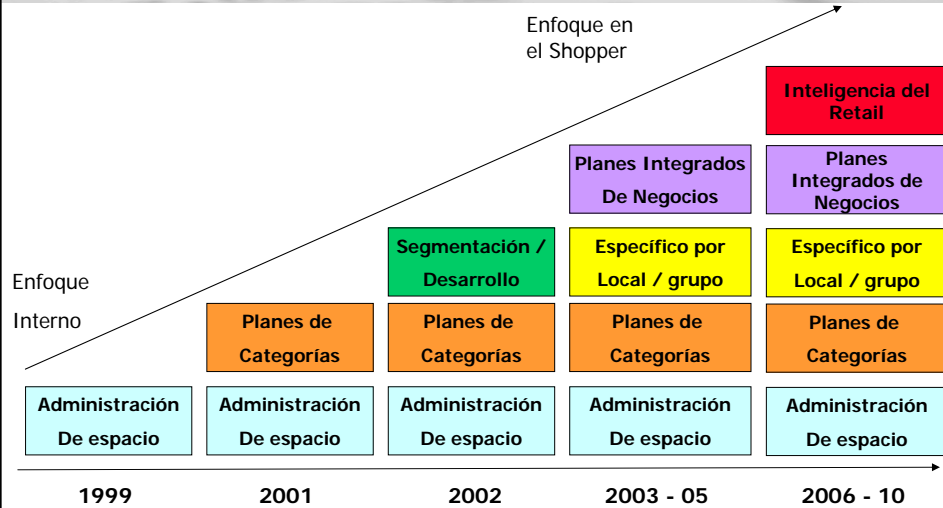 Enfoque en
el Shopper
Inteligencia del
Retail
Planes Integrados
De Negocios
Planes
Integrados de
Negocios
Segmentación /
Desarrollo
Específico por
Local / grupo
Específico por
Local / grupo
Enfoque
Interno
Planes de
Categorías
Planes de
Categorías
Planes de
Categorías
Planes de
Categorías
Administración
De espacio
Administración
De espacio
Administración
De espacio
Administración
De espacio
Administración
De espacio
1999
2001
2002
2003 - 05
2006 - 10